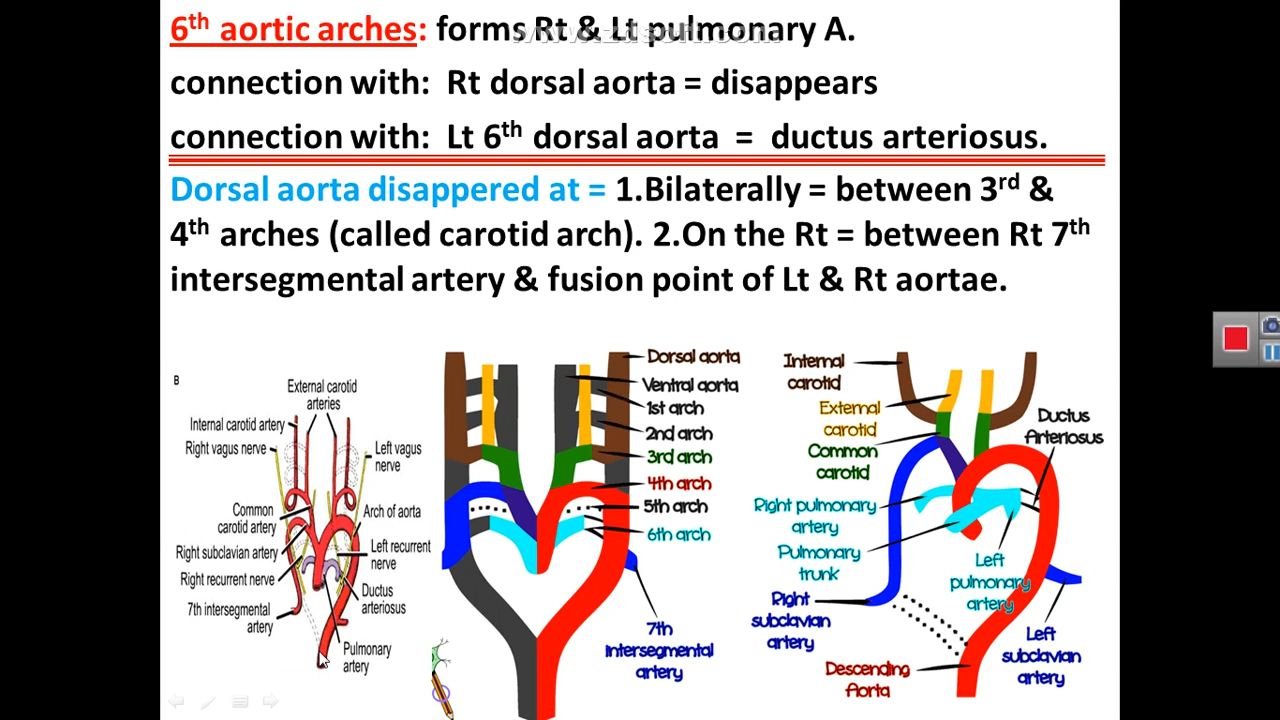 6th aortic arches: forms Rt & Lt pulmonary A.
connection with: Rt dorsal aorta = disappears
connection with: Lt 6th dorsal aorta = ductus arteriosus.
Dorsal aorta disappered at = 1.Bilaterally = between 3rd &
4th arches (called carotid arch). 2.On the Rt = between Rt 7th
intersegmental artery & fusion point of Lt & Rt aortae.
B
External carotid
arteries
Internal carotid artery
Right vagus nerve
Left vagus
nerve
Common
carotid artery
Arch of aorta
Right subclavian artery
Left recurrent
nerve
Right recurrent nerve
Ductus
arteriosus
7th intersegmental
artery
Pulmonary
artery
Dorsal aorta
Ventral aorta
1st arch
2nd arch
3rd arch
4th arch
5th arch
6th arch
7th
intersegmental
artery
Internal
carotid
External
carotid
Common
carotid
Ductus
Arteriosus
Right pulmonary
artery
Pulmonary
trunk
Left
pulmonary
artery
Right
subclavian
artery
Left
subclavian
artery
Descending
Aorta